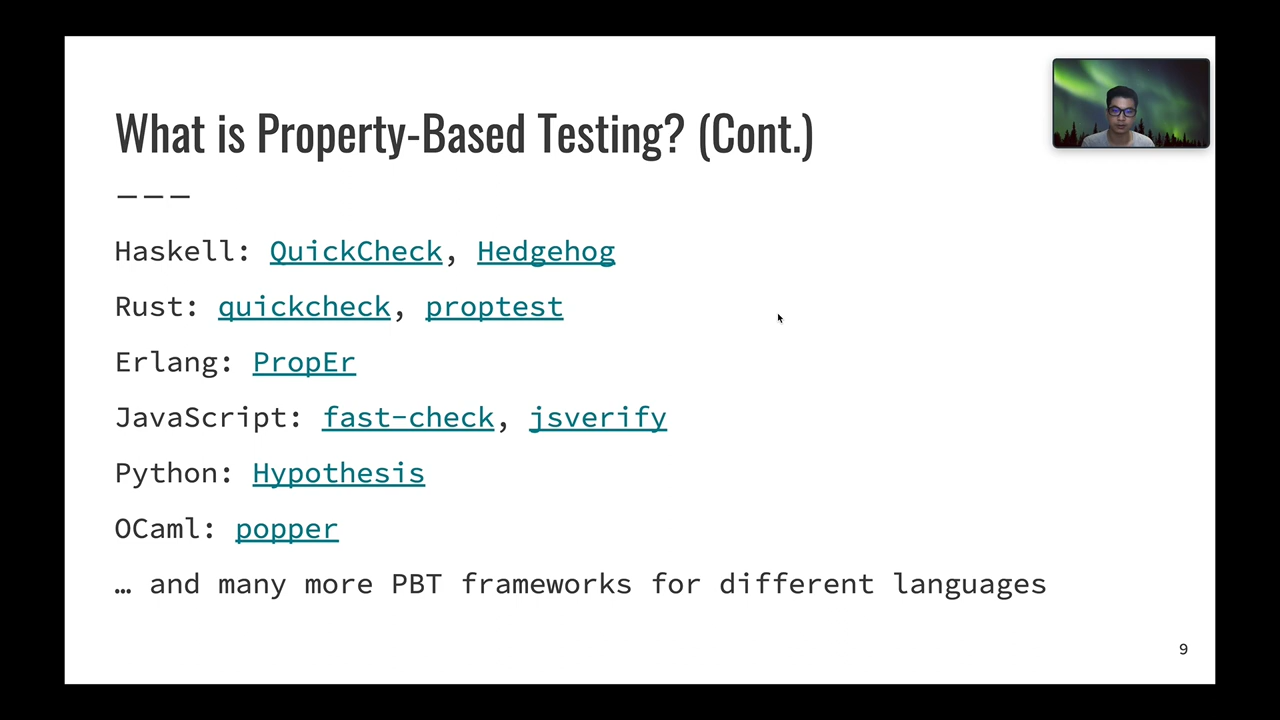 What is Property-Based Testing? (Cont.)
———
Haskell: QuickCheck, Hedgehog
Rust: quickcheck, proptest
Erlang: PropEr
JavaScript: fast-check, jsverify
Python: Hypothesis
OCaml: popper
… and many more PBT frameworks for different languages
9